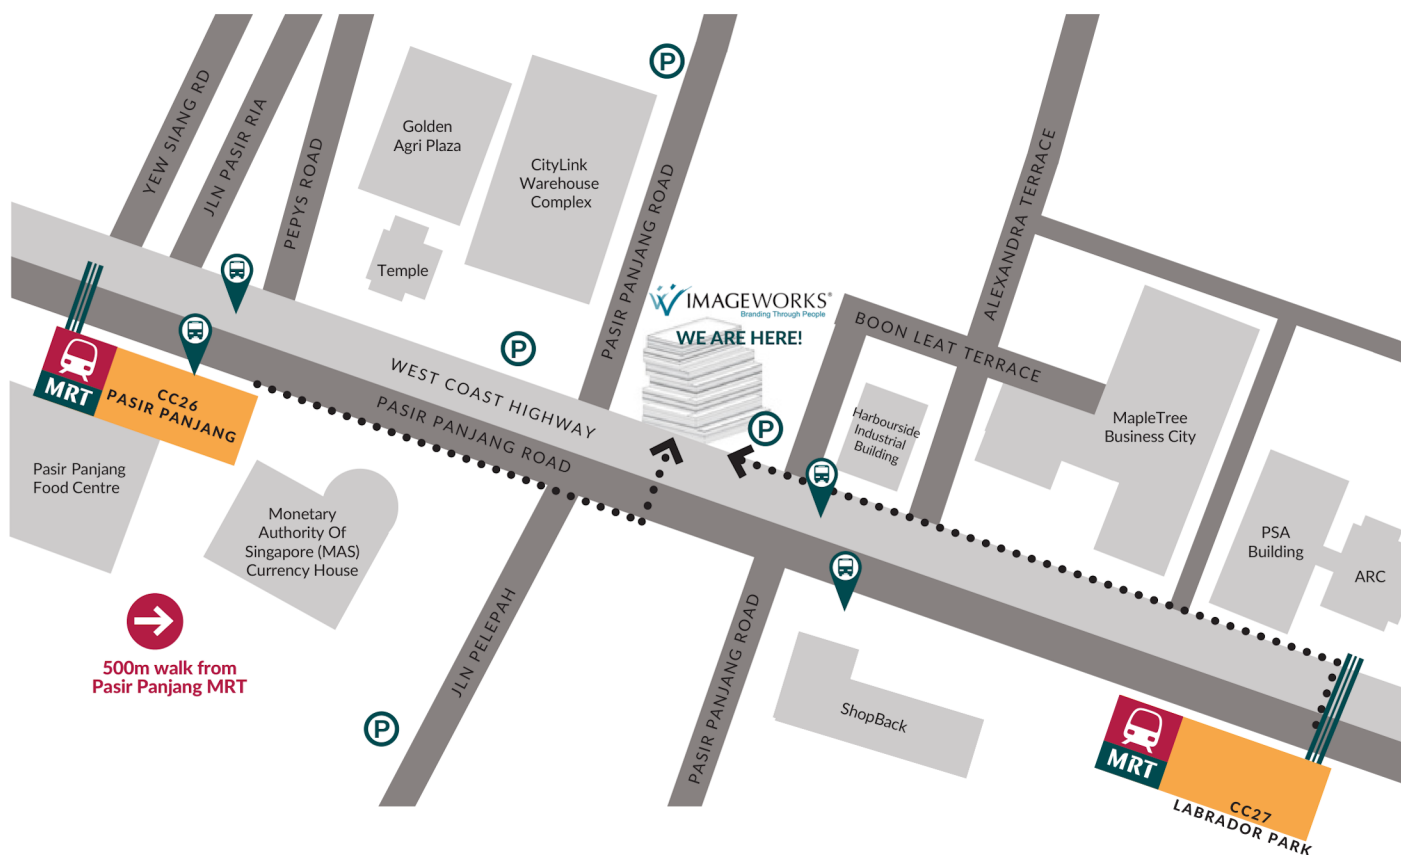 YEW SIANG RD
JLN PASIR RIA
PEPYS ROAD
Golden
Agri Plaza
CityLink
Warehouse
Complex
Temple
P
PASIR PANJANG ROAD
ALEXANDRA TERRACE
IMAGEWORKS®
Branding Through People
WE ARE HERE!
BOON LEAT TERRACE
P
WEST COAST HIGHWAY
PASIR PANJANG ROAD
MRT
CC26
PASIR PANJANG
P
Harbourside
Industrial
Building
MapleTree
Business City
Pasir Panjang
Food Centre
Monetary
Authority Of
Singapore (MAS)
Currency House
PSA
Building
ARC
500m walk from
Pasir Panjang MRT
JLN PELEPAH
PASIR PANJANG ROAD
P
ShopBack
MRT
CC27
LABRADOR PARK